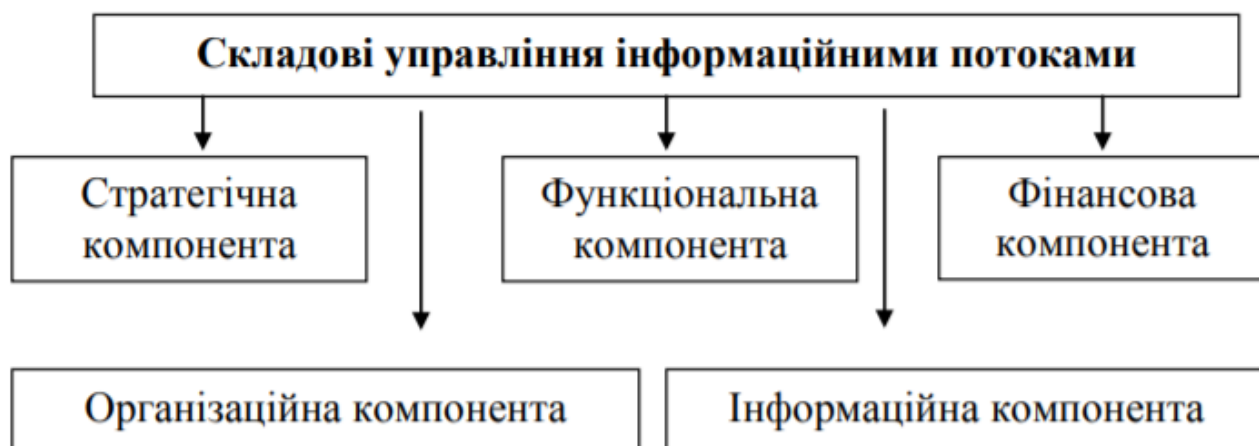 Складові управління інформаційними потоками
Стратегічна
компонента
Функціональна
компонента
Фінансова
компонента
Організаційна компонента
Інформаційна компонента